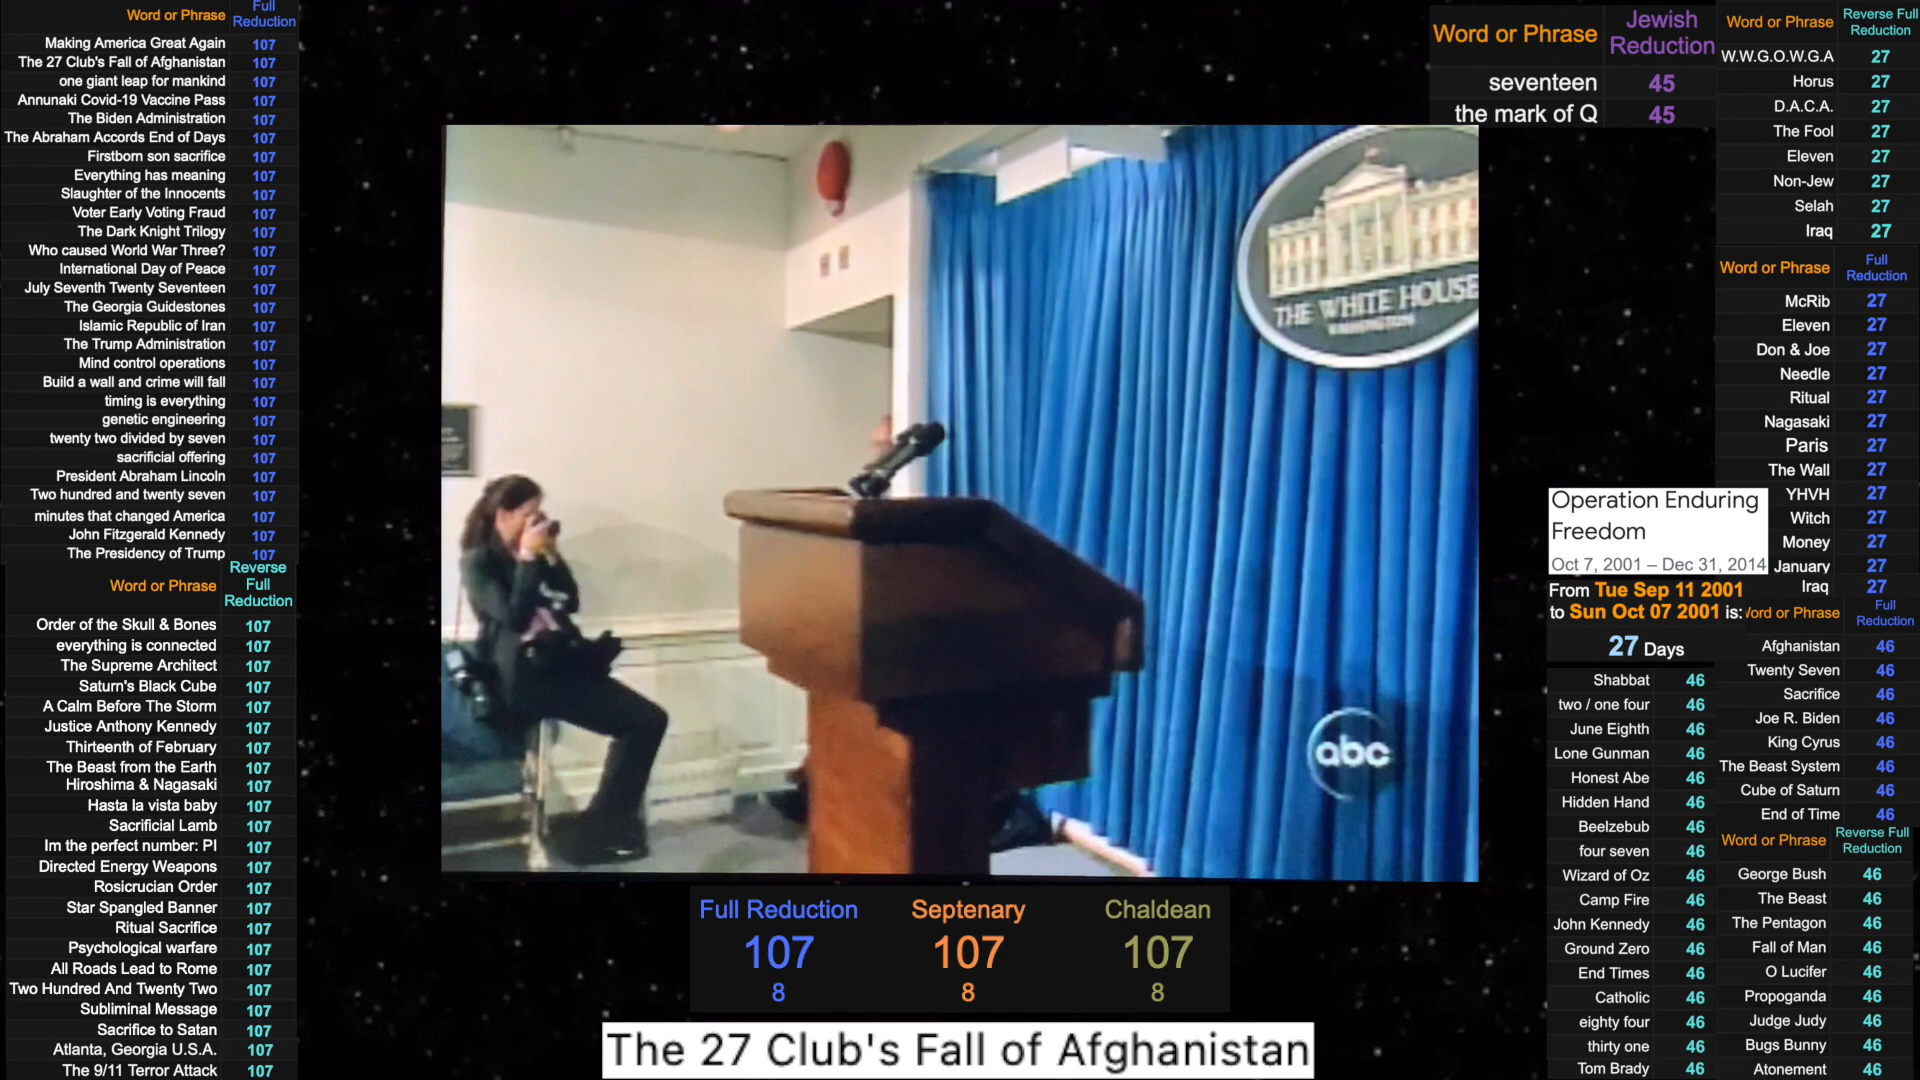 Word or Phrase Full Reduction
Making America Great Again 107
The 27 Club's Fall of Afghanistan 107
one giant leap for mankind 107
Annunaki Covid-19 Vaccine Pass 107
The Biden Administration 107
The Abraham Accords End of Days 107
Firstborn son sacrifice 107
Everything has meaning 107
Slaughter of the Innocents 107
Voter Early Voting Fraud 107
The Dark Knight Trilogy 107
Who caused World War Three? 107
International Day of Peace 107
July Seventh Twenty Seventeen 107
The Georgia Guidestones 107
Islamic Republic of Iran 107
The Trump Administration 107
Mind control operations 107
Build a wall and crime will fall 107
timing is everything 107
genetic engineering 107
twenty two divided by seven 107
sacrificial offering 107
President Abraham Lincoln 107
Two hundred and twenty seven 107
minutes that changed America 107
John Fitzgerald Kennedy 107
The Presidency of Trump 107
Word or Phrase Reverse Full Reduction
Order of the Skull & Bones 107
everything is connected 107
The Supreme Architect 107
Saturn's Black Cube 107
A Calm Before The Storm 107
Justice Anthony Kennedy 107
Thirteenth of February 107
The Beast from the Earth 107
Hiroshima & Nagasaki 107
Hasta la vista baby 107
Sacrificial Lamb 107
Im the perfect number: PI 107
Directed Energy Weapons 107
Rosicrucian Order 107
Star Spangled Banner 107
Ritual Sacrifice 107
Psychological warfare 107
All Roads Lead to Rome 107
Two Hundred And Twenty Two 107
Subliminal Message 107
Sacrifice to Satan 107
Atlanta, Georgia U.S.A. 107
The 9/11 Terror Attack 107
THE WHITE HOUSE
WASHINGTON
abc
Full Reduction Septenary Chaldean
107 107 107
8 8 8
The 27 Club's Fall of Afghanistan
Word or Phrase Jewish Reduction
seventeen 45
the mark of Q 45
Word or Phrase Reverse Full Reduction
W.W.G.O.W.G.A 27
Horus 27
D.A.C.A. 27
The Fool 27
Eleven 27
Non-Jew 27
Selah 27
Iraq 27
Word or Phrase Full Reduction
McRib 27
Eleven 27
Don & Joe 27
Needle 27
Ritual 27
Nagasaki 27
Paris 27
The Wall 27
YHVH 27
Witch 27
Money 27
January 27
Iraq 27
Operation Enduring
Freedom
Oct 7, 2001 – Dec 31, 2014
From Tue Sep 11 2001
to Sun Oct 07 2001 is:
27 Days
Shabbat 46
two / one four 46
June Eighth 46
Lone Gunman 46
Honest Abe 46
Hidden Hand 46
Beelzebub 46
four seven 46
Wizard of Oz 46
Camp Fire 46
John Kennedy 46
Ground Zero 46
End Times 46
Catholic 46
eighty four 46
thirty one 46
Tom Brady 46
Word or Phrase Full Reduction
Afghanistan 46
Twenty Seven 46
Sacrifice 46
Joe R. Biden 46
King Cyrus 46
The Beast System 46
Cube of Saturn 46
End of Time 46
Word or Phrase Reverse Full Reduction
George Bush 46
The Beast 46
The Pentagon 46
Fall of Man 46
O Lucifer 46
Propoganda 46
Judge Judy 46
Bugs Bunny 46
Atonement 46